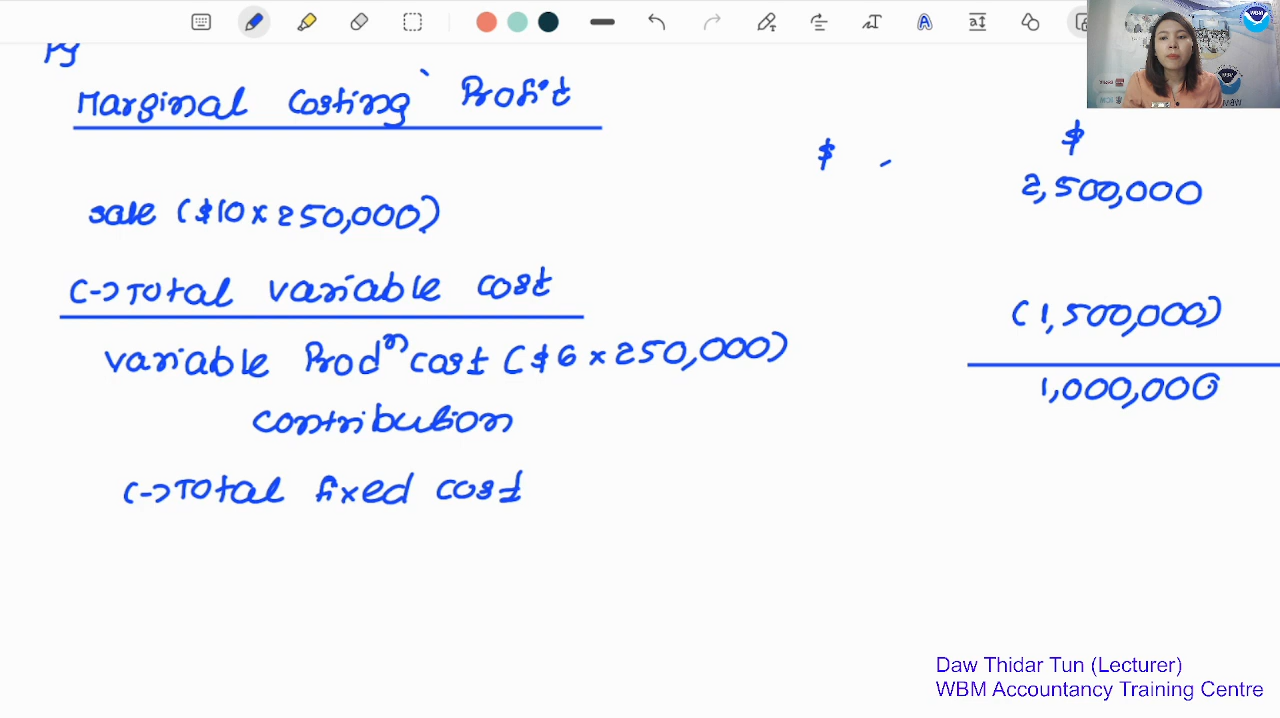 Marginal Costing Profit
$ $
2,500,000
sale ($10 x 250,000)
(-) Total variable cost
(1,500,000)
variable Prodⁿ cost ($6 x 250,000)
1,000,000
contribution
(-) Total fixed cost
Daw Thidar Tun (Lecturer)
WBM Accountancy Training Centre